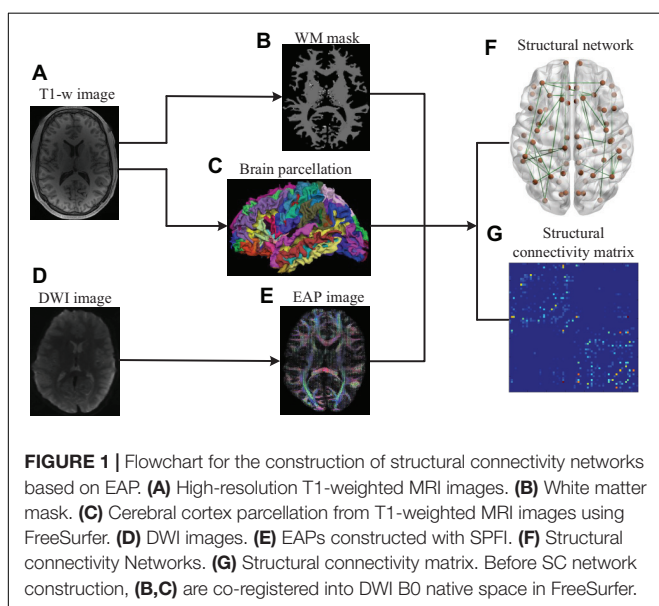 A
T1-w image
B
WM mask
C
Brain parcellation
D
DWI image
E
EAP image
F
Structural network
G
Structural
connectivity matrix
FIGURE 1 | Flowchart for the construction of structural connectivity networks
based on EAP. (A) High-resolution T1-weighted MRI images. (B) White matter
mask. (C) Cerebral cortex parcellation from T1-weighted MRI images using
FreeSurfer. (D) DWI images. (E) EAPs constructed with SPFI. (F) Structural
connectivity Networks. (G) Structural connectivity matrix. Before SC network
construction, (B,C) are co-registered into DWI B0 native space in FreeSurfer.